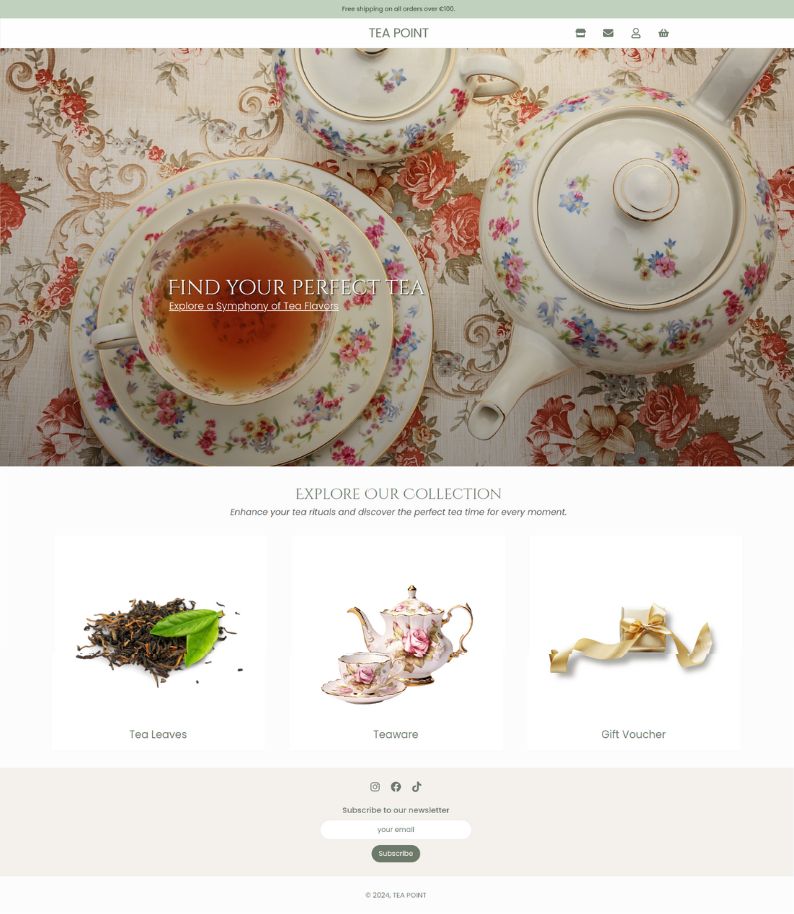 Free shipping on all orders over €100.
TEA POINT
FIND YOUR PERFECT TEA
Explore a Symphony of Tea Flavors
EXPLORE OUR COLLECTION
Enhance your tea rituals and discover the perfect tea time for every moment.
Tea Leaves
Teaware
Gift Voucher
Subscribe to our newsletter
your email
Subscribe
© 2024, TEA POINT